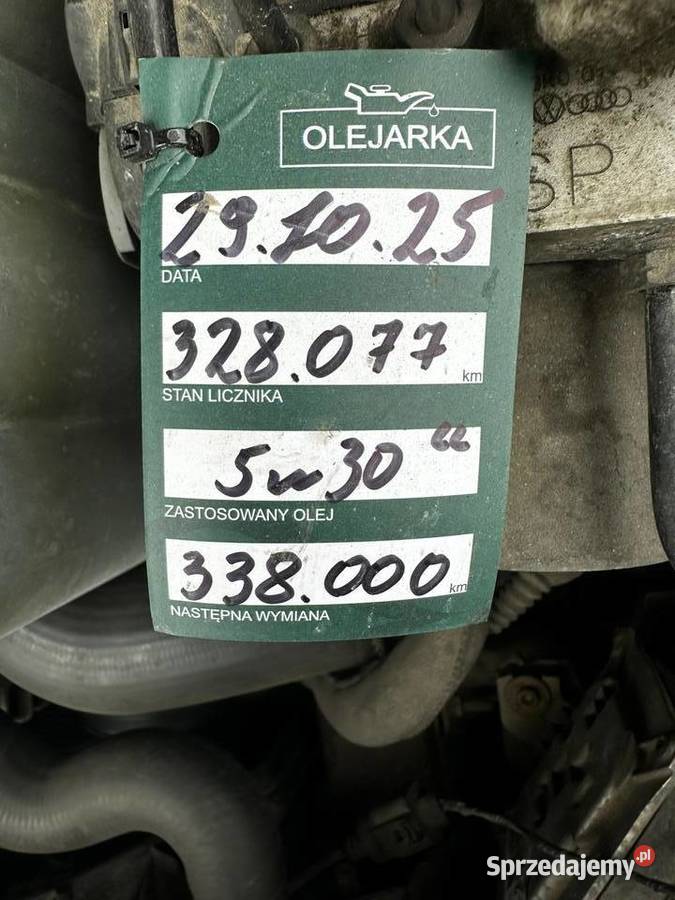 OLEJARKA
29.10.25
DATA
328.077
km
STAN LICZNIKA
5w30 “
ZASTOSOWANY OLEJ
338.000
km
NASTĘPNA WYMIANA
SP
Sprzedajemy.pl